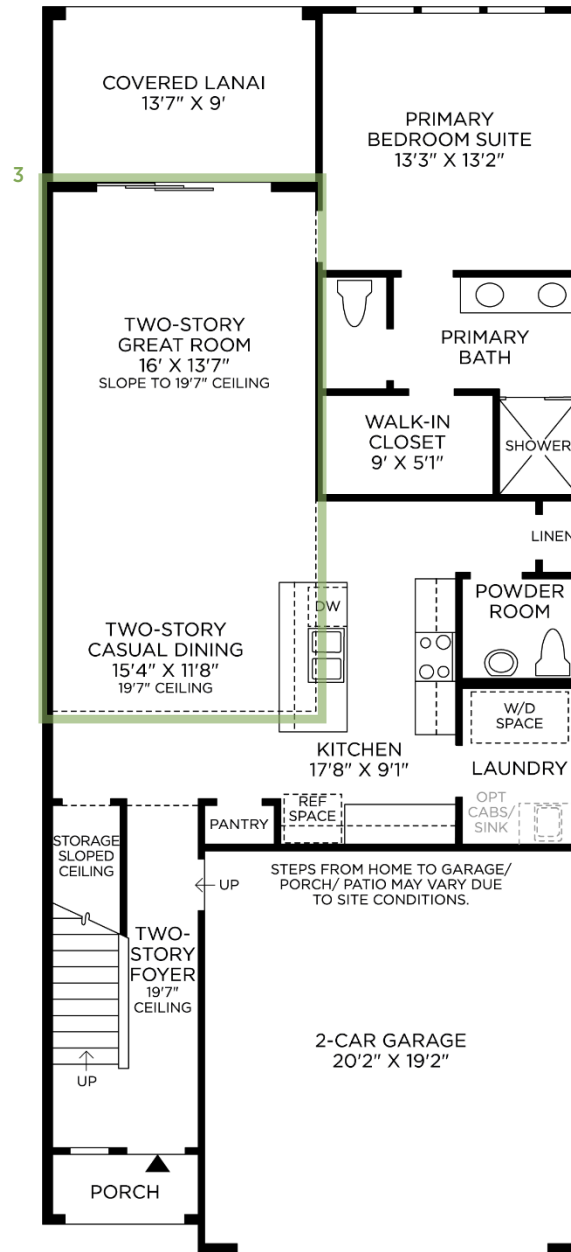 COVERED LANAI
13'7" X 9'
PRIMARY
BEDROOM SUITE
13'3" X 13'2"
3
TWO-STORY
GREAT ROOM
16' X 13'7"
SLOPE TO 19'7" CEILING
PRIMARY
BATH
WALK-IN
CLOSET
9' X 5'1"
SHOWER
LINEN
DW
POWDER
ROOM
TWO-STORY
CASUAL DINING
15'4" X 11'8"
19'7" CEILING
W/D
SPACE
KITCHEN
17'8" X 9'1"
LAUNDRY
OPT
CABS/
SINK
REF
SPACE
PANTRY
STORAGE
SLOPED
CEILING
UP
STEPS FROM HOME TO GARAGE/
PORCH/ PATIO MAY VARY DUE
TO SITE CONDITIONS.
TWO-
STORY
FOYER
19'7"
CEILING
2-CAR GARAGE
20'2" X 19'2"
UP
PORCH